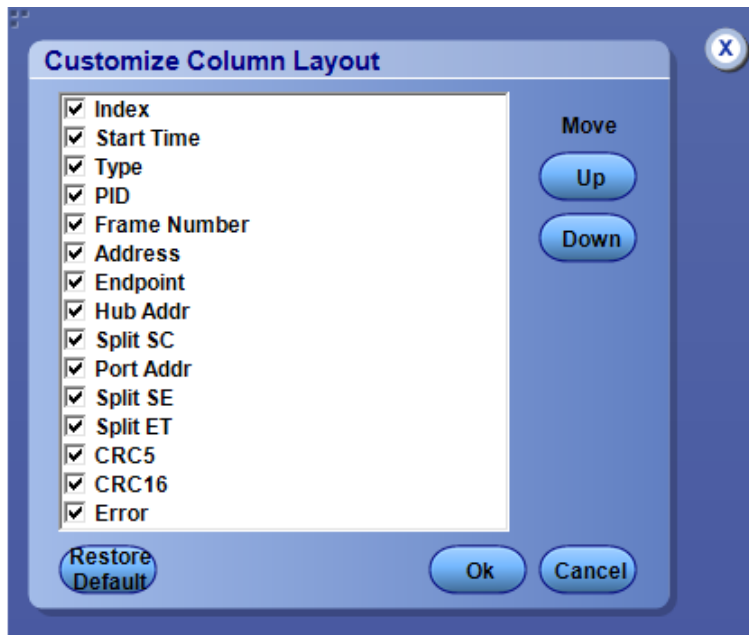 X
Customize Column Layout
Index
Start Time
Type
PID
Frame Number
Address
Endpoint
Hub Addr
Split SC
Port Addr
Split SE
Split ET
CRC5
CRC16
Error
Move
Up
Down
Restore
Default
Ok
Cancel